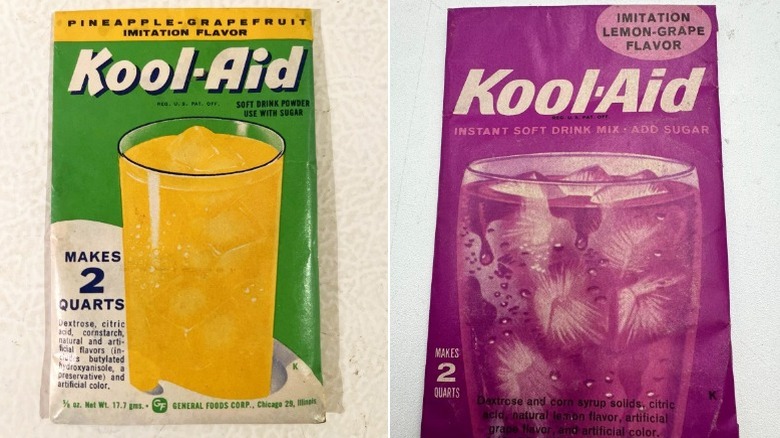 PINEAPPLE-GRAPEFRUIT
IMITATION FLAVOR
Kool-Aid
REG. U.S. PAT. OFF.
SOFT DRINK POWDER
USE WITH SUGAR
MAKES
2
QUARTS
Dextrose, citric
acid, cornstarch,
natural and arti-
ficial flavors (in-
cludes butylated
hydroxyanisole, a
preservative) and
artificial color.
K
⅝ oz. Net Wt. 17.7 gms. • GF GENERAL FOODS CORP., Chicago 29, Illinois
IMITATION
LEMON-GRAPE
FLAVOR
Kool-Aid
REG. U.S. PAT. OFF.
INSTANT SOFT DRINK MIX • ADD SUGAR
MAKES
2
QUARTS
K
Dextrose and corn syrup solids, citric
acid, natural lemon flavor, artificial
grape flavor, and artificial color.